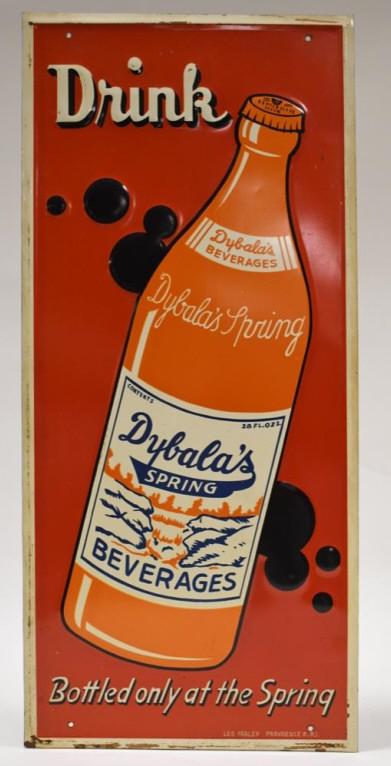 Drink
Dybala's
BEVERAGES
Dybala's Spring
CONTENTS
28 FL. OZS.
Dybala's
SPRING
BEVERAGES
Bottled only at the Spring
PROVIDENCE R.I.